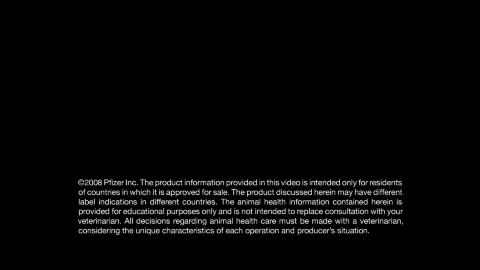 ©2008 Pfizer Inc. The product information provided in this video is intended only for residents
of countries in which it is approved for sale. The product discussed herein may have different
label indications in different countries. The animal health information contained herein is
provided for educational purposes only and is not intended to replace consultation with your
veterinarian. All decisions regarding animal health care must be made with a veterinarian,
considering the unique characteristics of each operation and producer's situation.